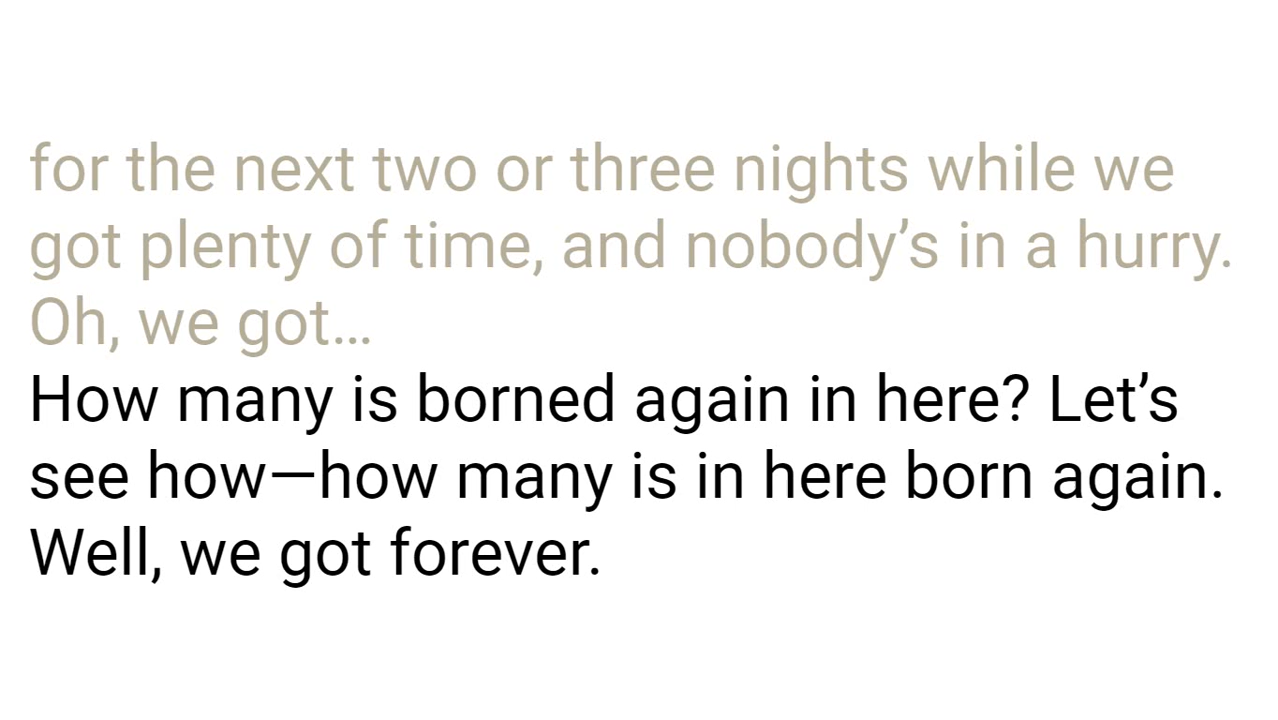 for the next two or three nights while we
got plenty of time, and nobody’s in a hurry.
Oh, we got…
How many is borned again in here? Let’s
see how—how many is in here born again.
Well, we got forever.